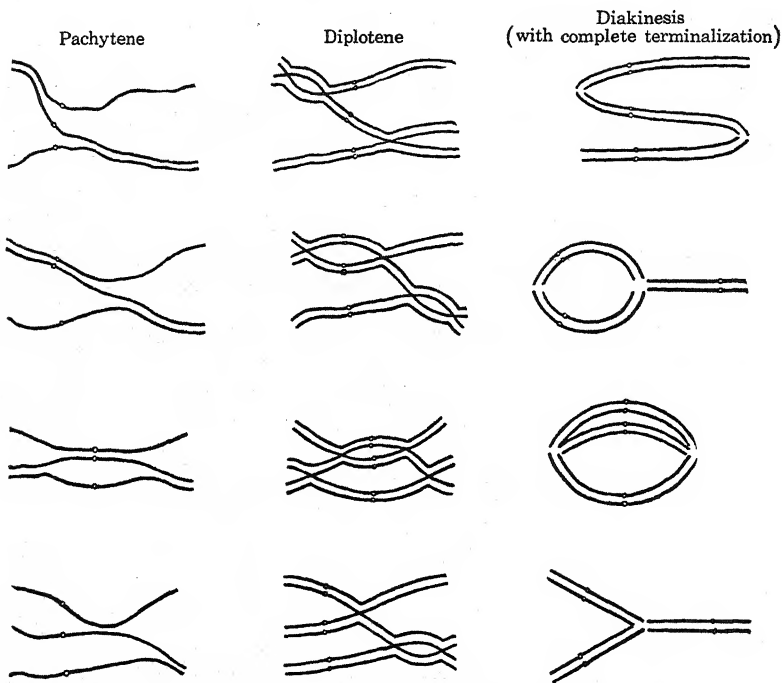 Pachytene
Diplotene
Diakinesis
(with complete terminalization)